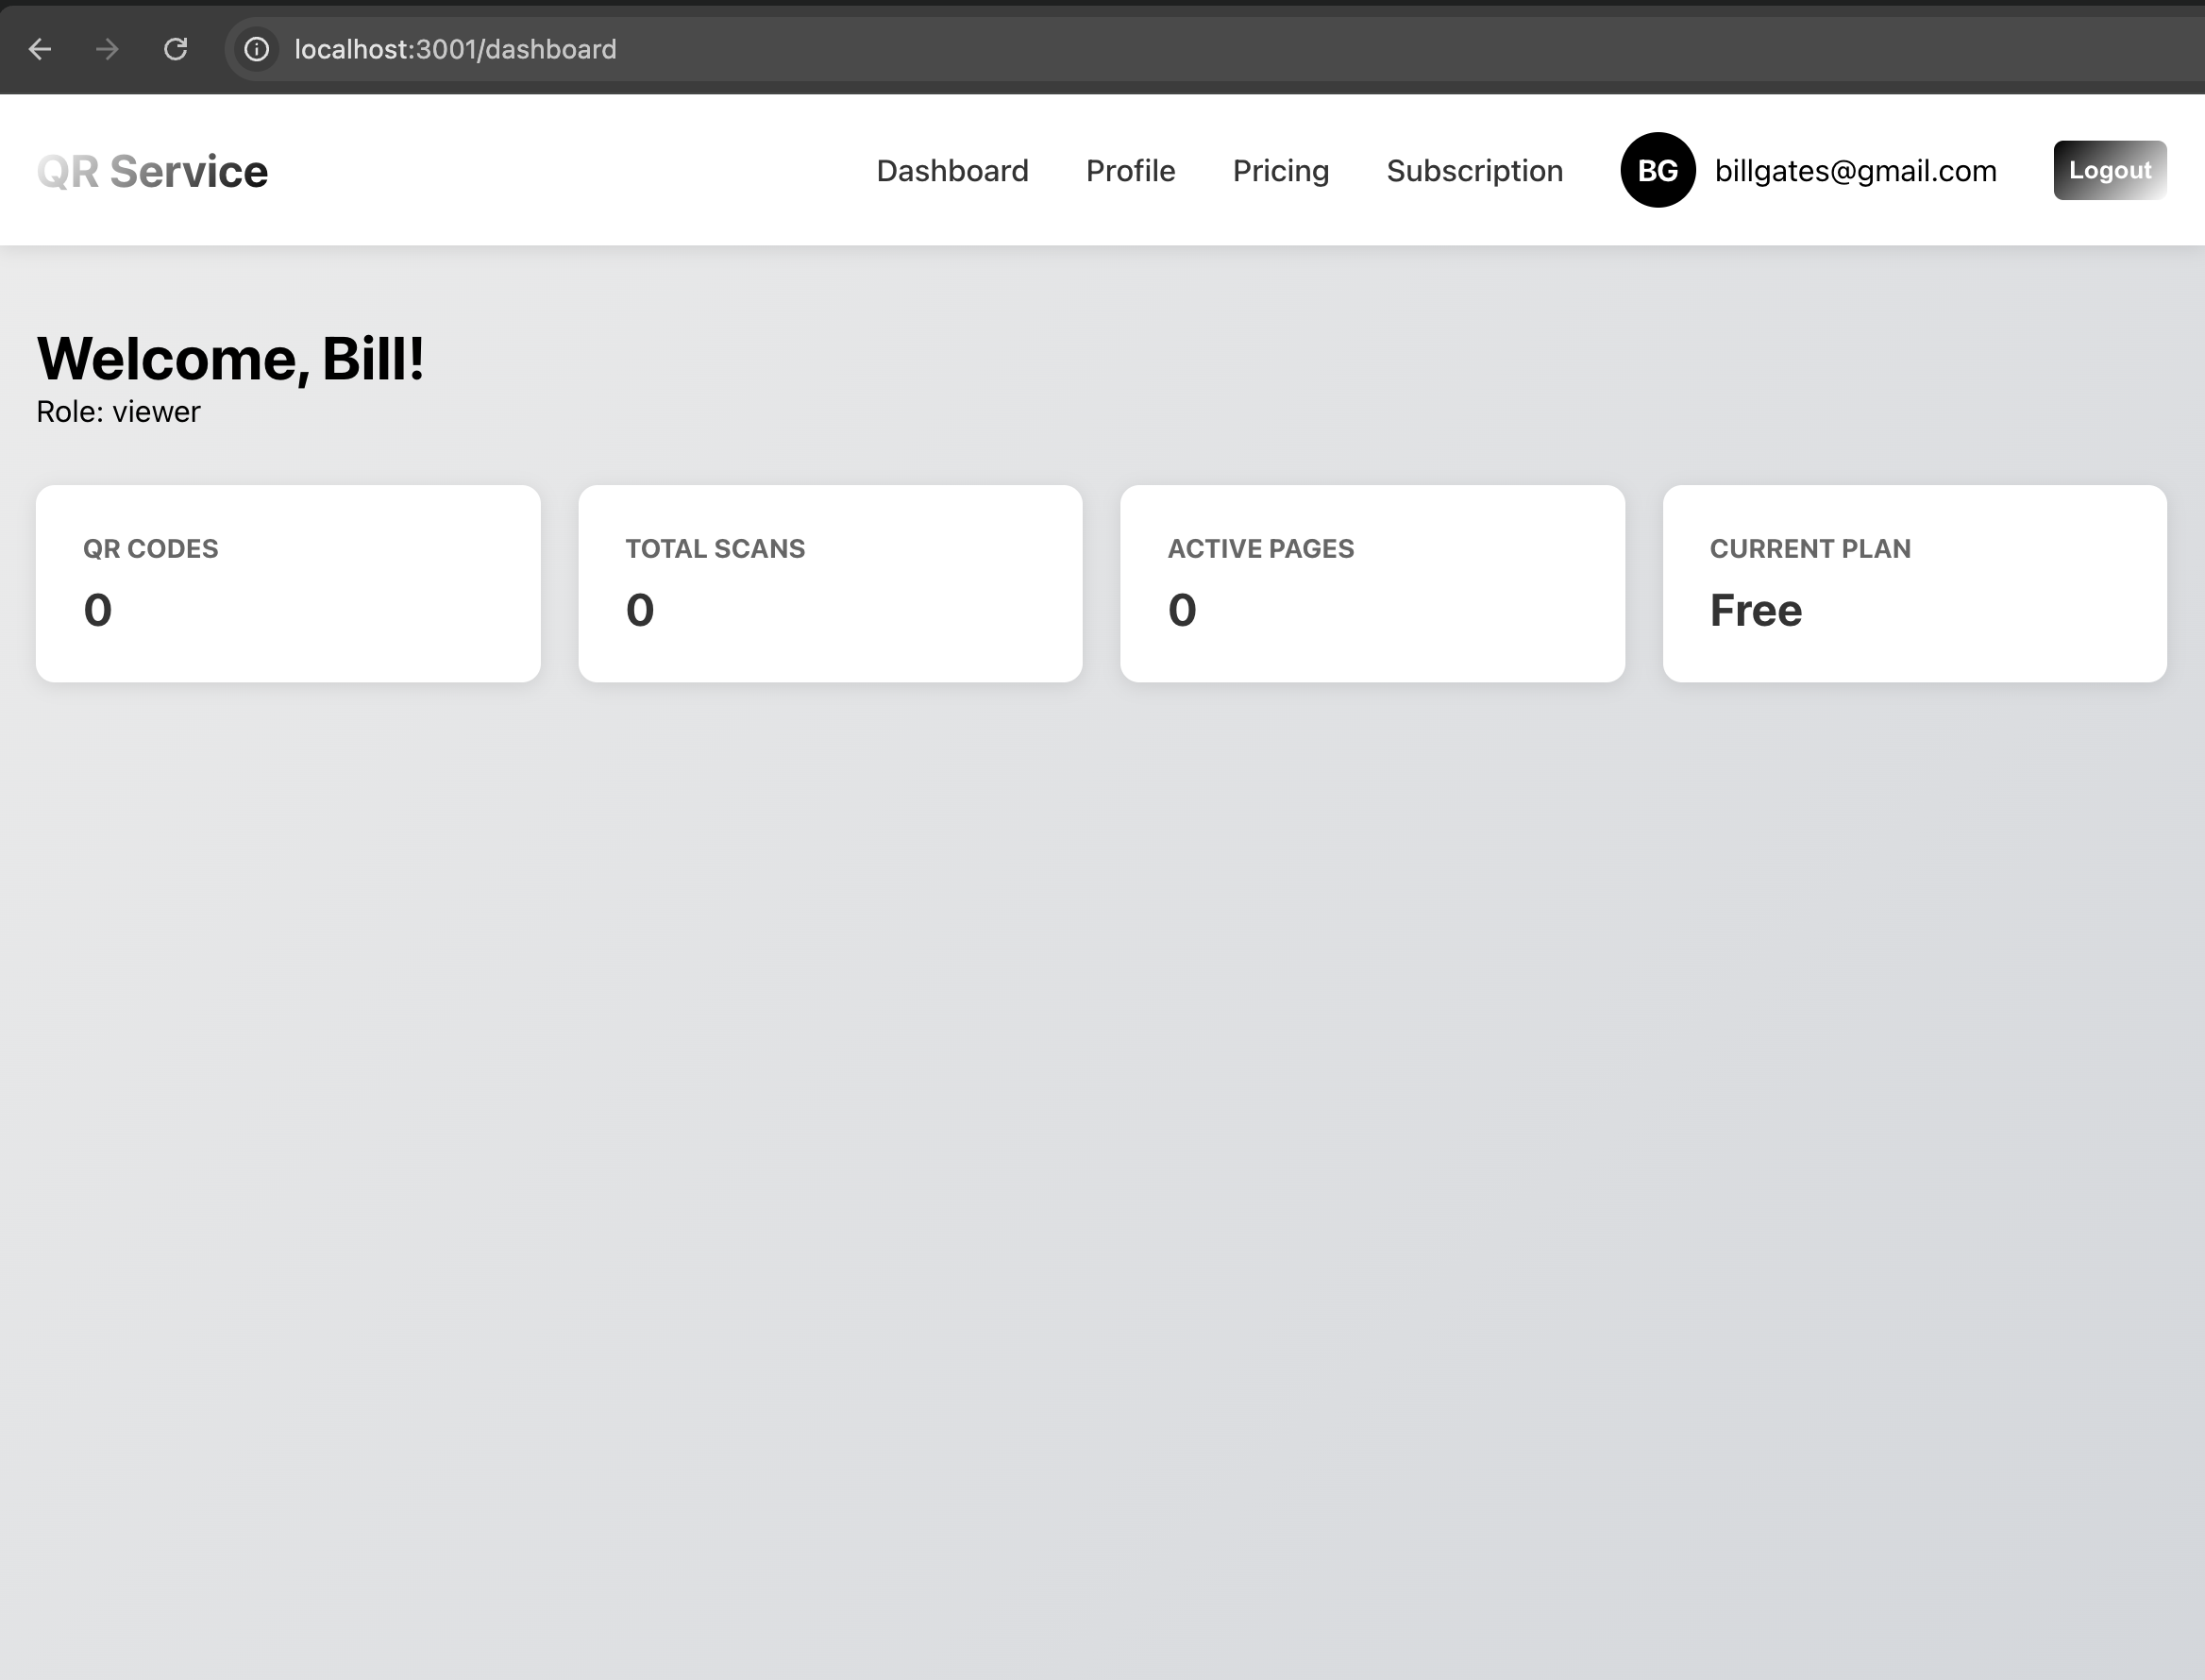 localhost:3001/dashboard
QR Service
Dashboard Profile Pricing Subscription BG billgates@gmail.com Logout
Welcome, Bill!
Role: viewer
QR CODES
0
TOTAL SCANS
0
ACTIVE PAGES
0
CURRENT PLAN
Free